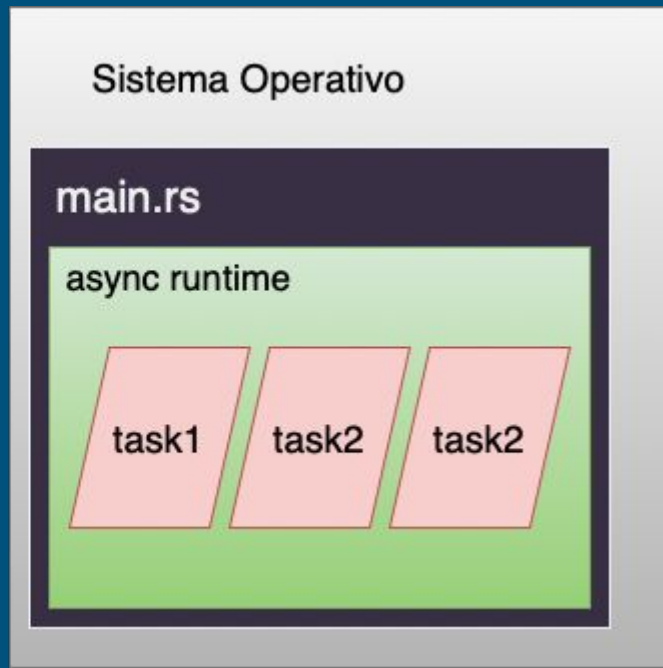 Sistema Operativo
main.rs
async runtime
task1 task2 task2